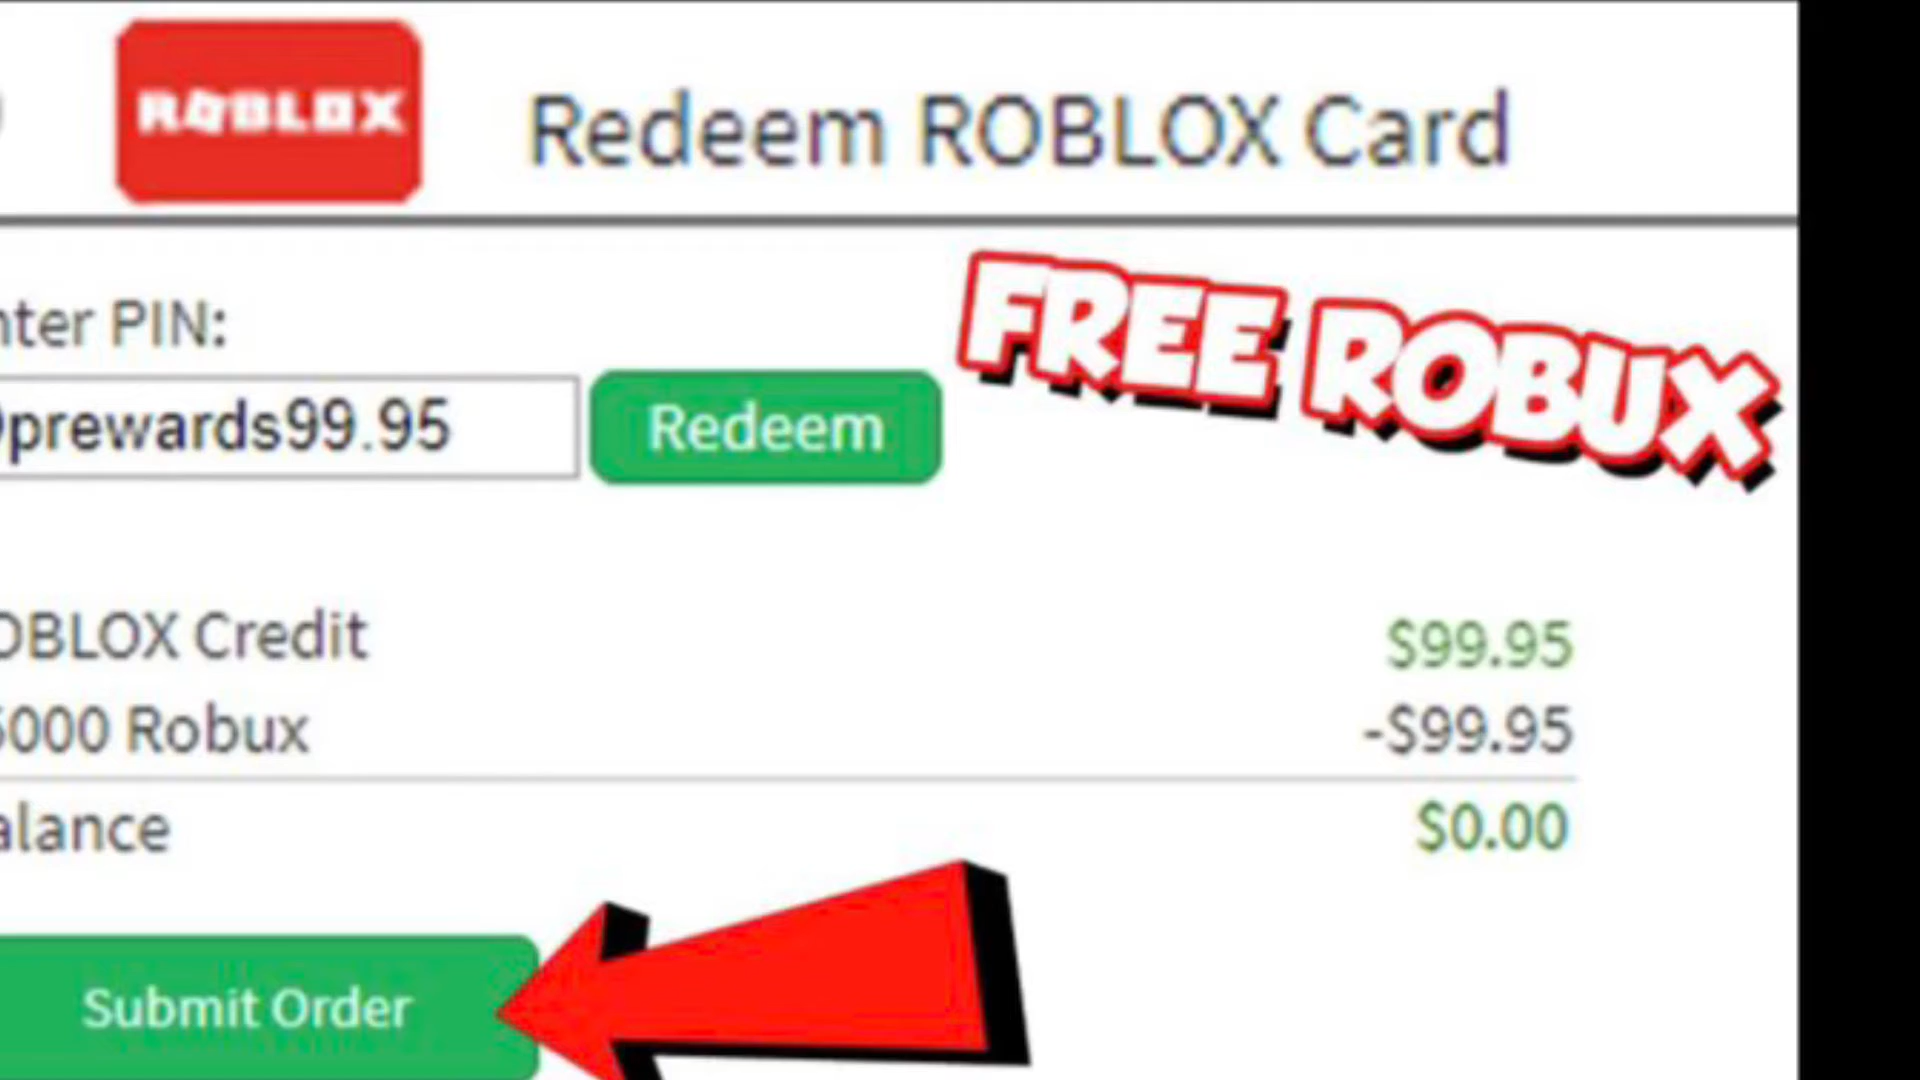 ROBLOX Redeem ROBLOX Card
nter PIN:
prewards99.95 Redeem
FREE ROBUX
OBLOX Credit $99.95
5000 Robux -$99.95
alance $0.00
Submit Order